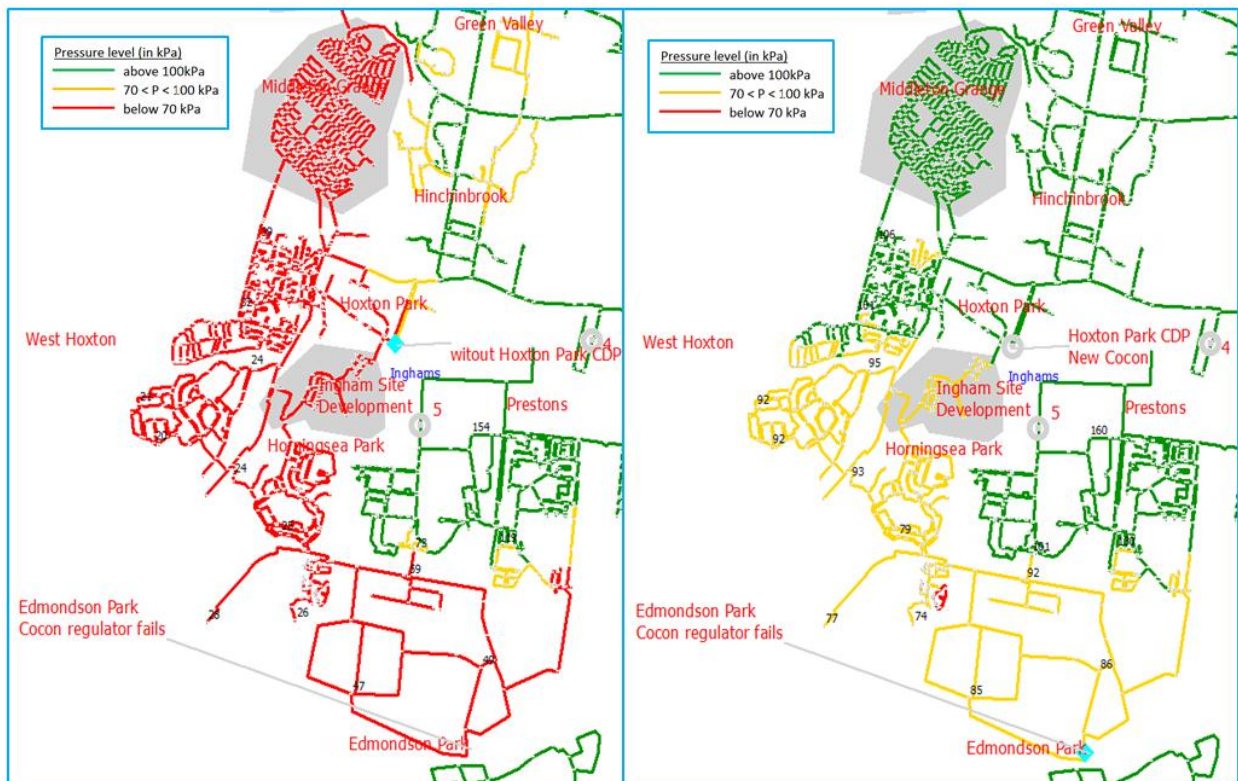 Green Valley
Pressure level (in kPa)
above 100kPa
70 < P < 100 kPa
below 70 kPa
Middleton Grange
Hinchinbrook
Hoxton Park
West Hoxton
24
witout Hoxton Park CDP
4
Inghams
Ingham Site
Development
5
Prestons
154
Horningsea Park
24
Edmondson Park
Cocon regulator fails
28
26
47
Edmondson Park
Green Valley
Pressure level (in kPa)
above 100kPa
70 < P < 100 kPa
below 70 kPa
Middleton Grange
Hinchinbrook
Hoxton Park
West Hoxton
95
Hoxton Park CDP
New Cocon
4
Inghams
Ingham Site
Development
5
Prestons
92
92
160
Horningsea Park
93
79
92
Edmondson Park
Cocon regulator fails
77
74
86
85
Edmondson Park